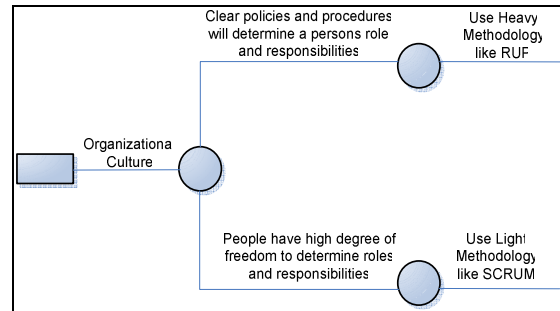 Clear policies and procedures
will determine a persons role
and responsibilities
Use Heavy
Methodology
like RUF
Organizationa
Culture
People have high degree of
freedom to determine roles
and responsibilities
Use Light
Methodology
like SCRUM